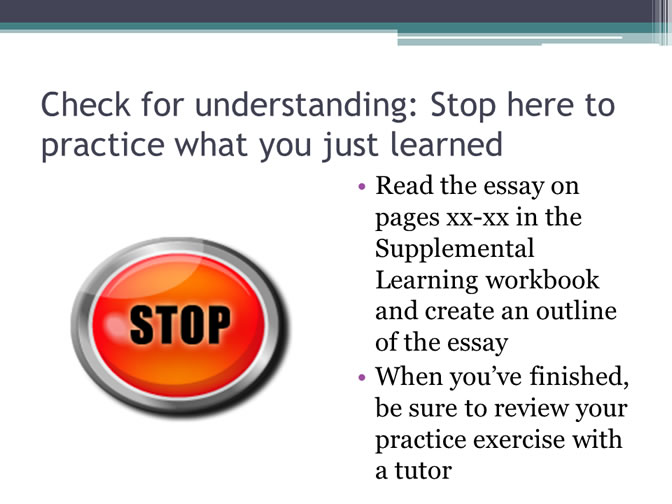 Check for understanding: Stop here to
practice what you just learned
STOP
• Read the essay on
pages xx-xx in the
Supplemental
Learning workbook
and create an outline
of the essay
• When you’ve finished,
be sure to review your
practice exercise with
a tutor